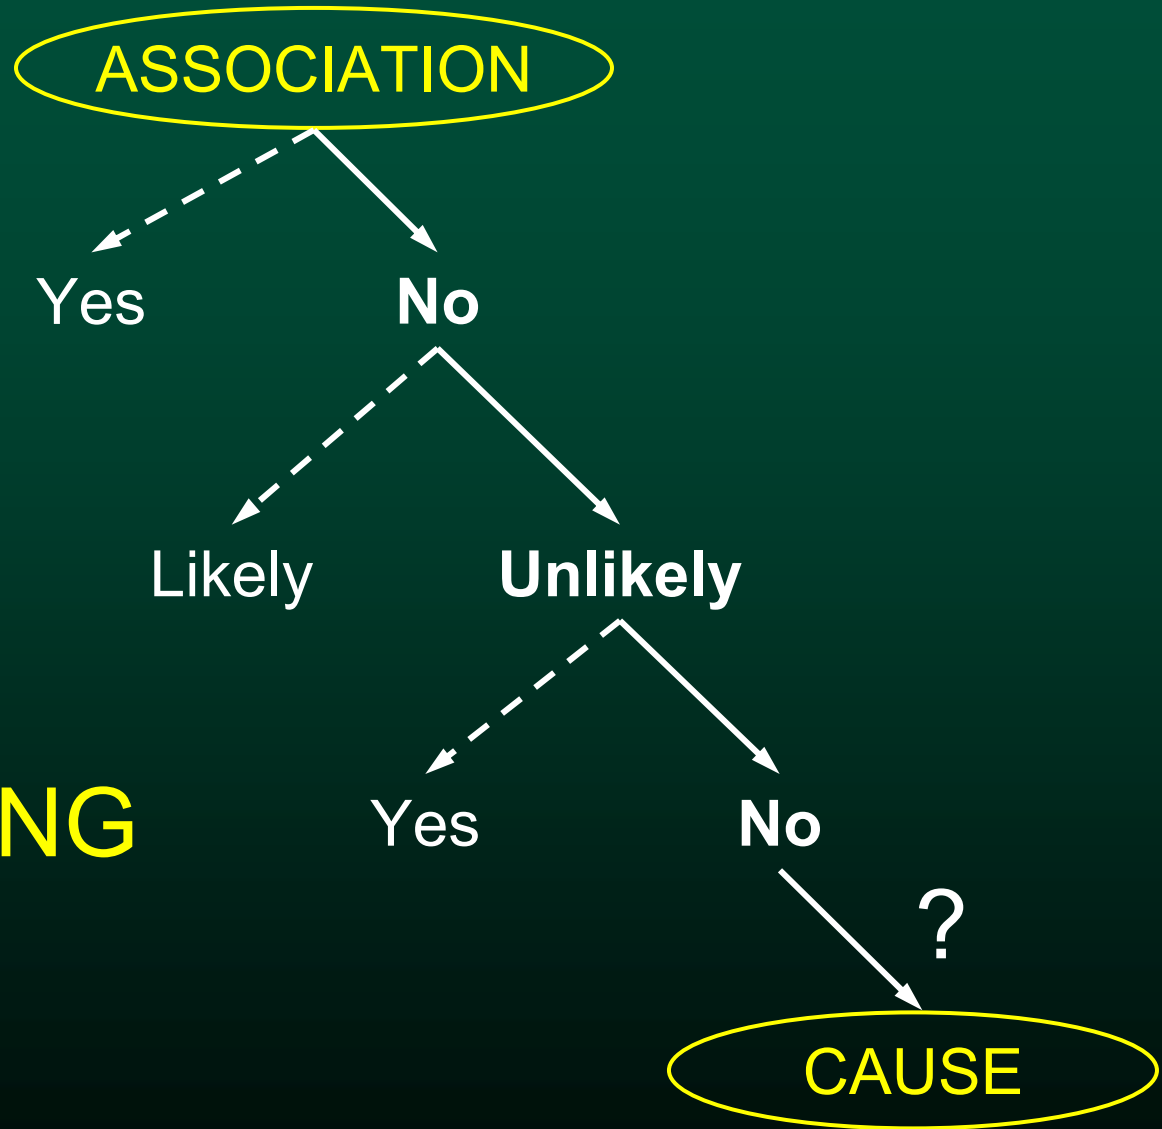 ASSOCIATION
Yes No
Likely Unlikely
NG Yes No
?
CAUSE